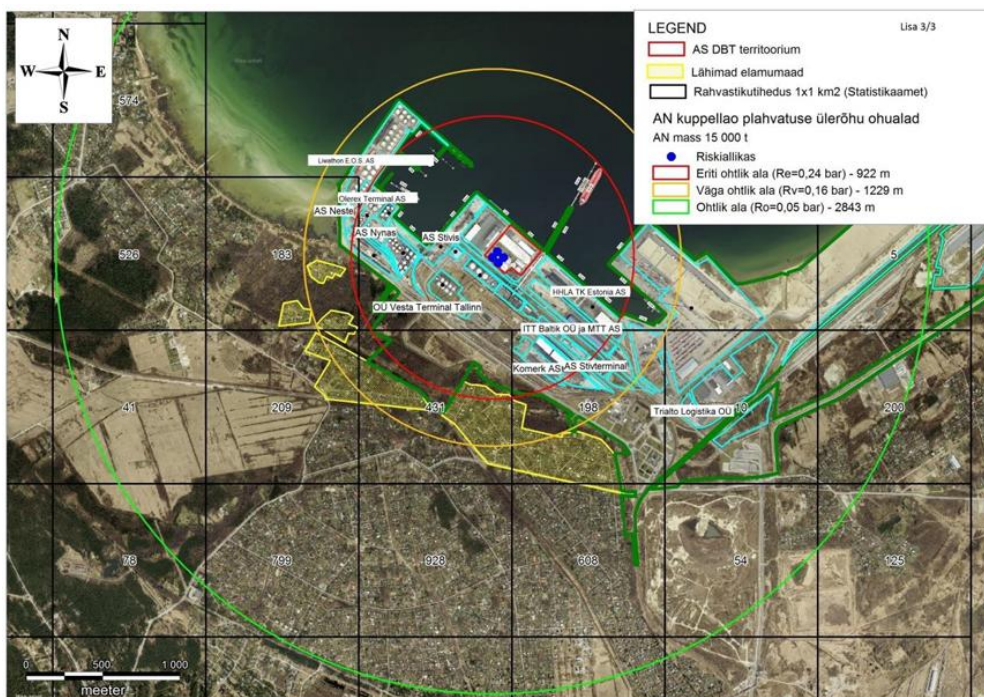 LEGEND
Lisa 3/3
AS DBT territoorium
Lähimad elamumaad
Rahvastikutihedus 1x1 km2 (Statistikaamet)
AN kuppellao plahvatuse ülerõhu ohualad
AN mass 15 000 t
Riskiallikas
Eriti ohtlik ala (Re=0,24 bar) - 922 m
Väga ohtlik ala (Rv=0,16 bar) - 1229 m
Ohtlik ala (Ro=0,05 bar) - 2843 m
N
W E
S
574
Liwathon E.O.S. AS
Olerex Terminal AS
AS Neste
AS Nynas
AS Stivis
526
183
5
HHLA TK Estonia AS
OÜ Vesta Terminal Tallinn
ITT Baltik OÜ ja MTT AS
Komerk AS
AS Stivterminal
41
209
431
198
Trialto Logistika OÜ
10
200
78
799
928
608
54
125
0 500 1 000
meeter